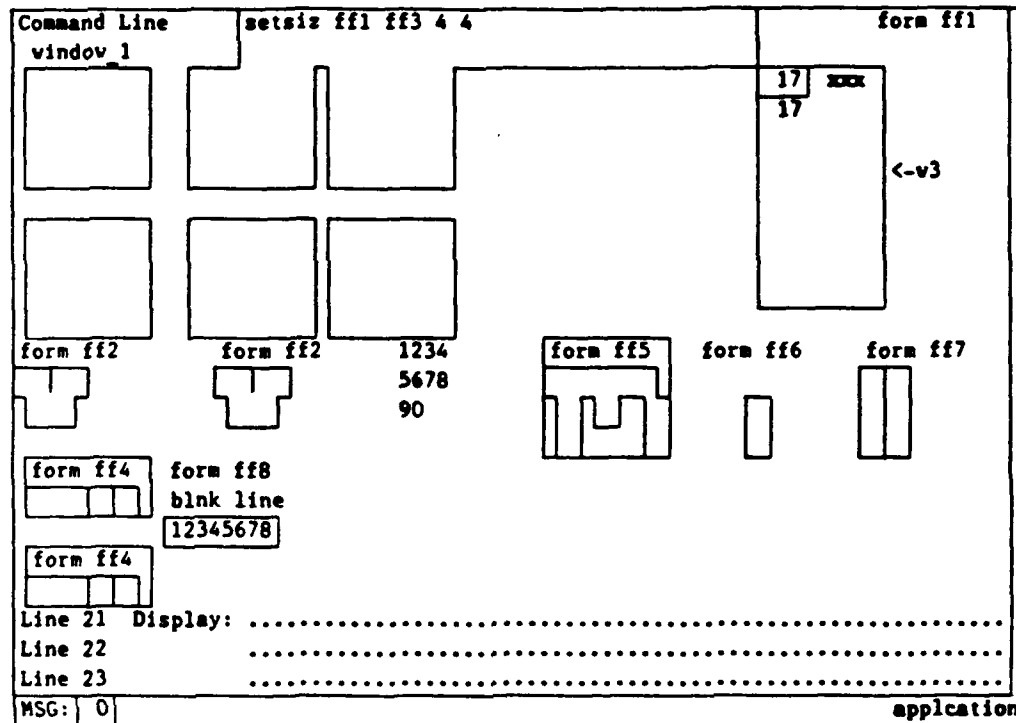 Command Line setsiz ff1 ff3 4 4 form ff1
window_1
17 xxx
17
<-v3
form ff2 form ff2 1234 form ff5 form ff6 form ff7
5678
90
form ff4 form ff8
blnk line
12345678
form ff4
Line 21 Display: ............................................................
Line 22 ............................................................
Line 23 ............................................................
MSG: 0 applcation